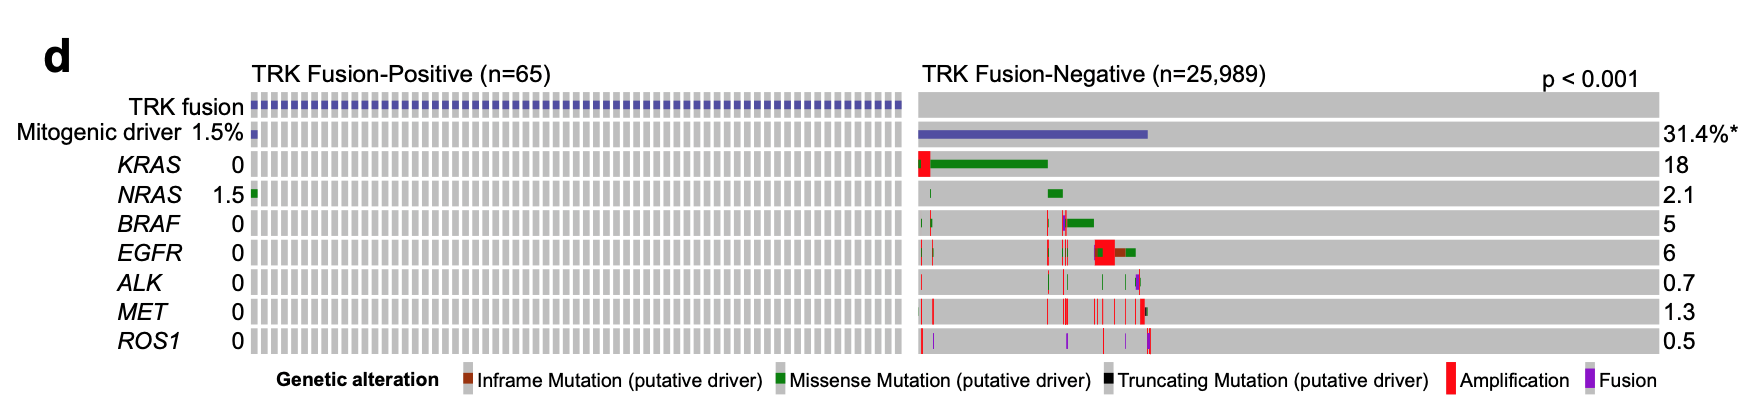 d
TRK Fusion-Positive (n=65)
TRK Fusion-Negative (n=25,989)
p < 0.001
TRK fusion
Mitogenic driver 1.5% 31.4%*
KRAS 0 18
NRAS 1.5 2.1
BRAF 0 5
EGFR 0 6
ALK 0 0.7
MET 0 1.3
ROS1 0 0.5
Genetic alteration Inframe Mutation (putative driver) Missense Mutation (putative driver) Truncating Mutation (putative driver) Amplification Fusion